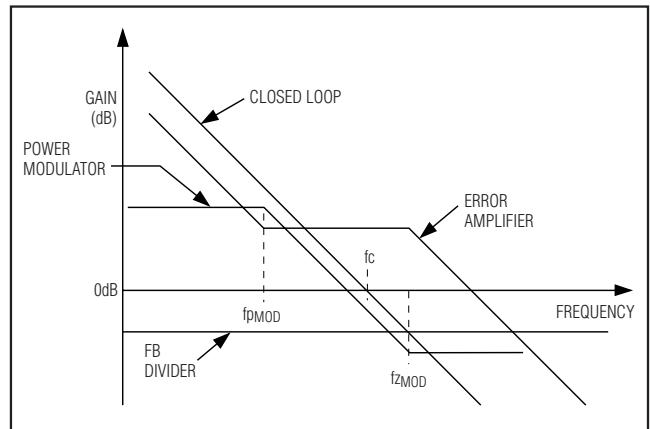 GAIN
(dB)
CLOSED LOOP
POWER
MODULATOR
ERROR
AMPLIFIER
fc
0dB
FREQUENCY
fpMOD
FB
DIVIDER
fzMOD